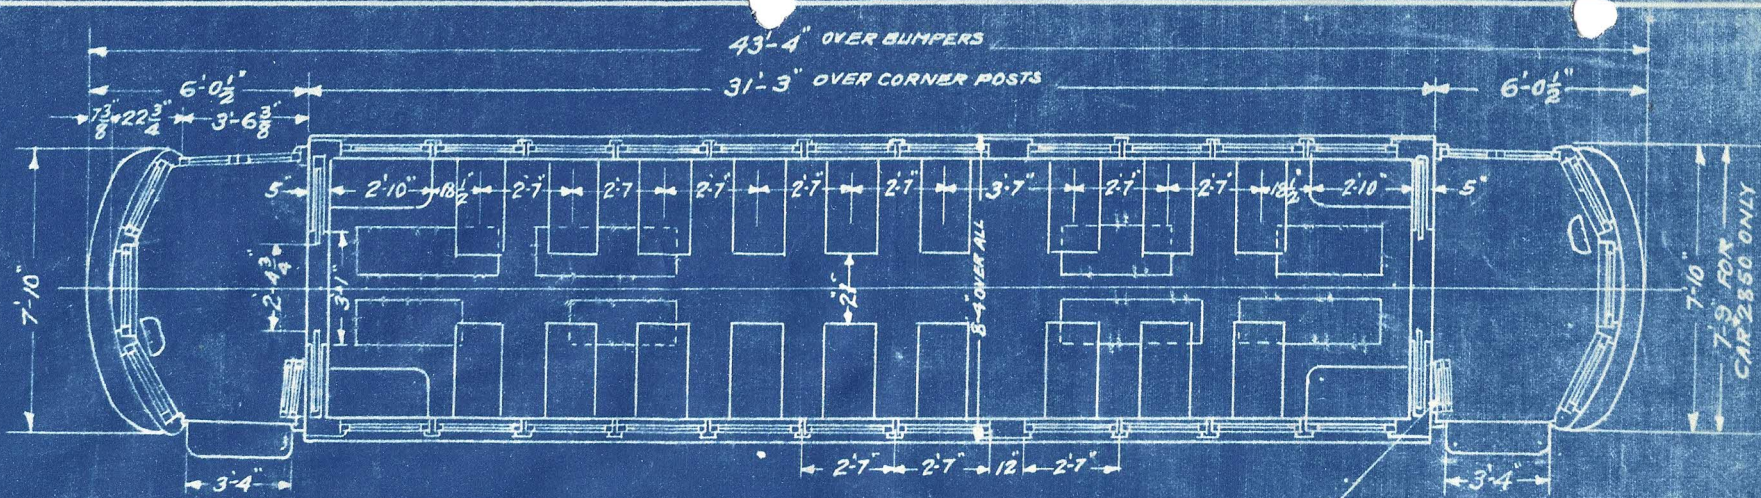 43'-4" OVER BUMPERS
6'-0½" 31'-3" OVER CORNER POSTS 6'-0½"
7⅜" 22¾" 3'-6⅜"
5" 2'-10" 18½" 2'-7" 2'-7 2'-7" 2'-7" 2'-7" 3'-7" 2'-7" 2'-7" 18½" 2'-10" 5"
7'-10"
2'-4¾"
3'-1"
21"
8'-4" OVER ALL
7'-10"
7'-9" FOR
CAR 2850 ONLY
2'-7" 2'-7" 12" 2'-7"
3'-4" 3'-4"